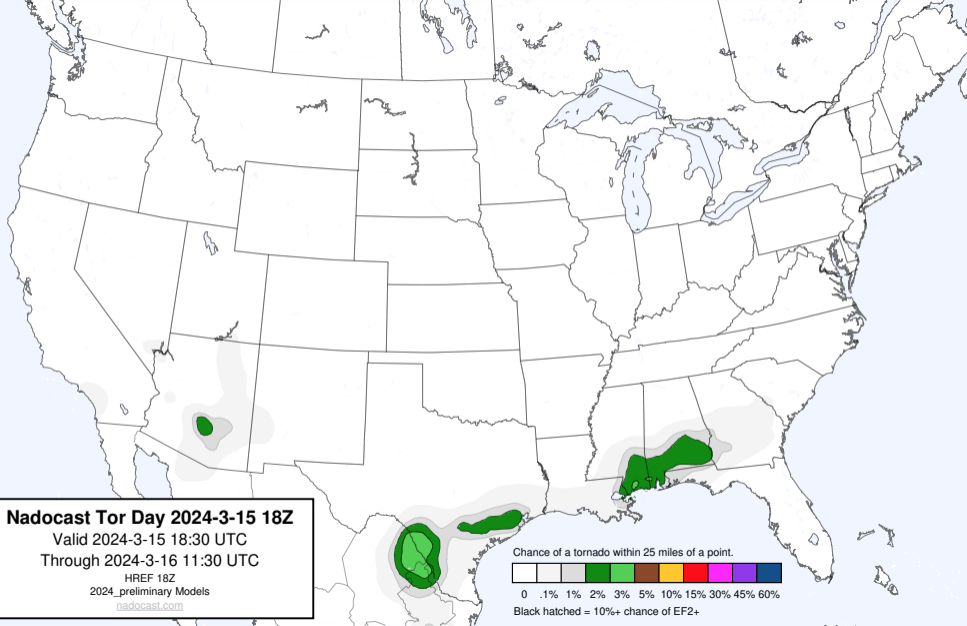 Nadocast Tor Day 2024-3-15 18Z
Valid 2024-3-15 18:30 UTC
Through 2024-3-16 11:30 UTC
HREF 18Z
2024_preliminary Models
nadocast.com
Chance of a tornado within 25 miles of a point.
0 .1% 1% 2% 3% 5% 10% 15% 30% 45% 60%
Black hatched = 10%+ chance of EF2+